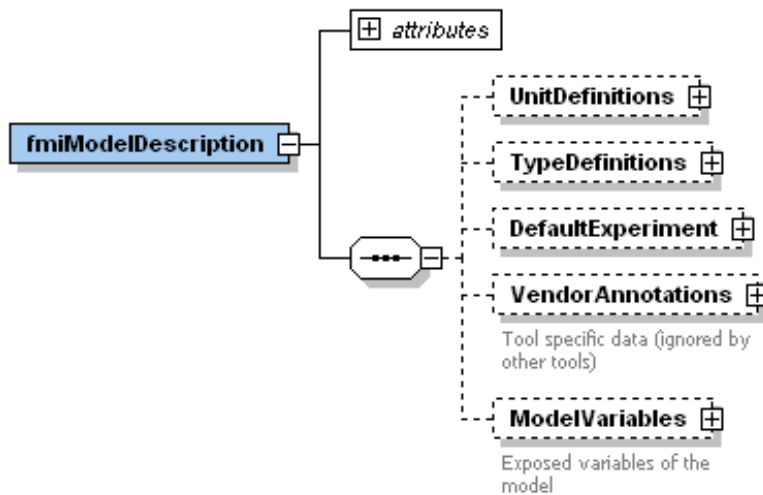 attributes
fmiModelDescription
UnitDefinitions
TypeDefinitions
DefaultExperiment
VendorAnnotations
Tool specific data (ignored by
other tools)
ModelVariables
Exposed variables of the
model